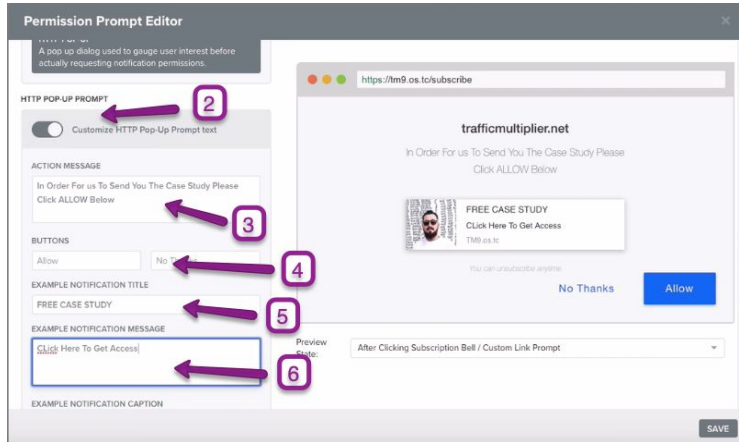 Permission Prompt Editor
×
HTTP POP-UP
A pop up dialog used to gauge user interest before
actually requesting notification permissions.
HTTP POP-UP PROMPT
2
Customize HTTP Pop-Up Prompt text
ACTION MESSAGE
In Order For us To Send You The Case Study Please
Click ALLOW Below
3
BUTTONS
Allow
No Thanks
4
EXAMPLE NOTIFICATION TITLE
FREE CASE STUDY
5
EXAMPLE NOTIFICATION MESSAGE
CLick Here To Get Access
6
EXAMPLE NOTIFICATION CAPTION
https://tm9.os.tc/subscribe
trafficmultiplier.net
In Order For us To Send You The Case Study Please
Click ALLOW Below
FREE CASE STUDY
CLick Here To Get Access
TM9.os.tc
You can unsubscribe anytime
No Thanks
Allow
Preview
State:
After Clicking Subscription Bell / Custom Link Prompt
SAVE